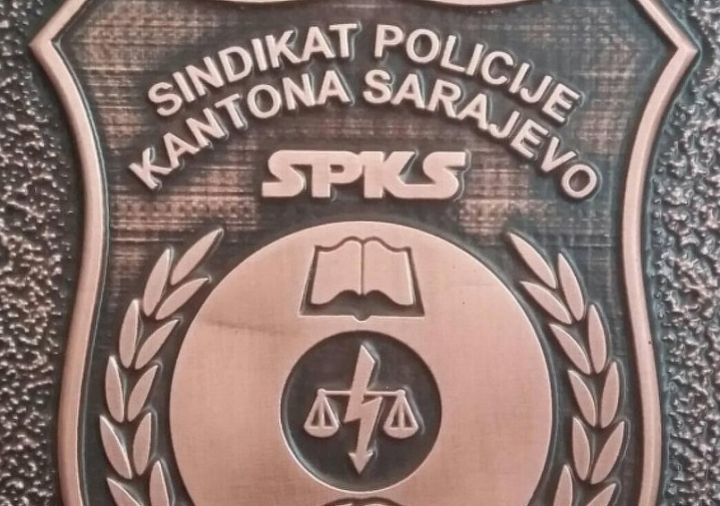 SINDIKAT POLICIJE
KANTONA SARAJEVO
SPKS